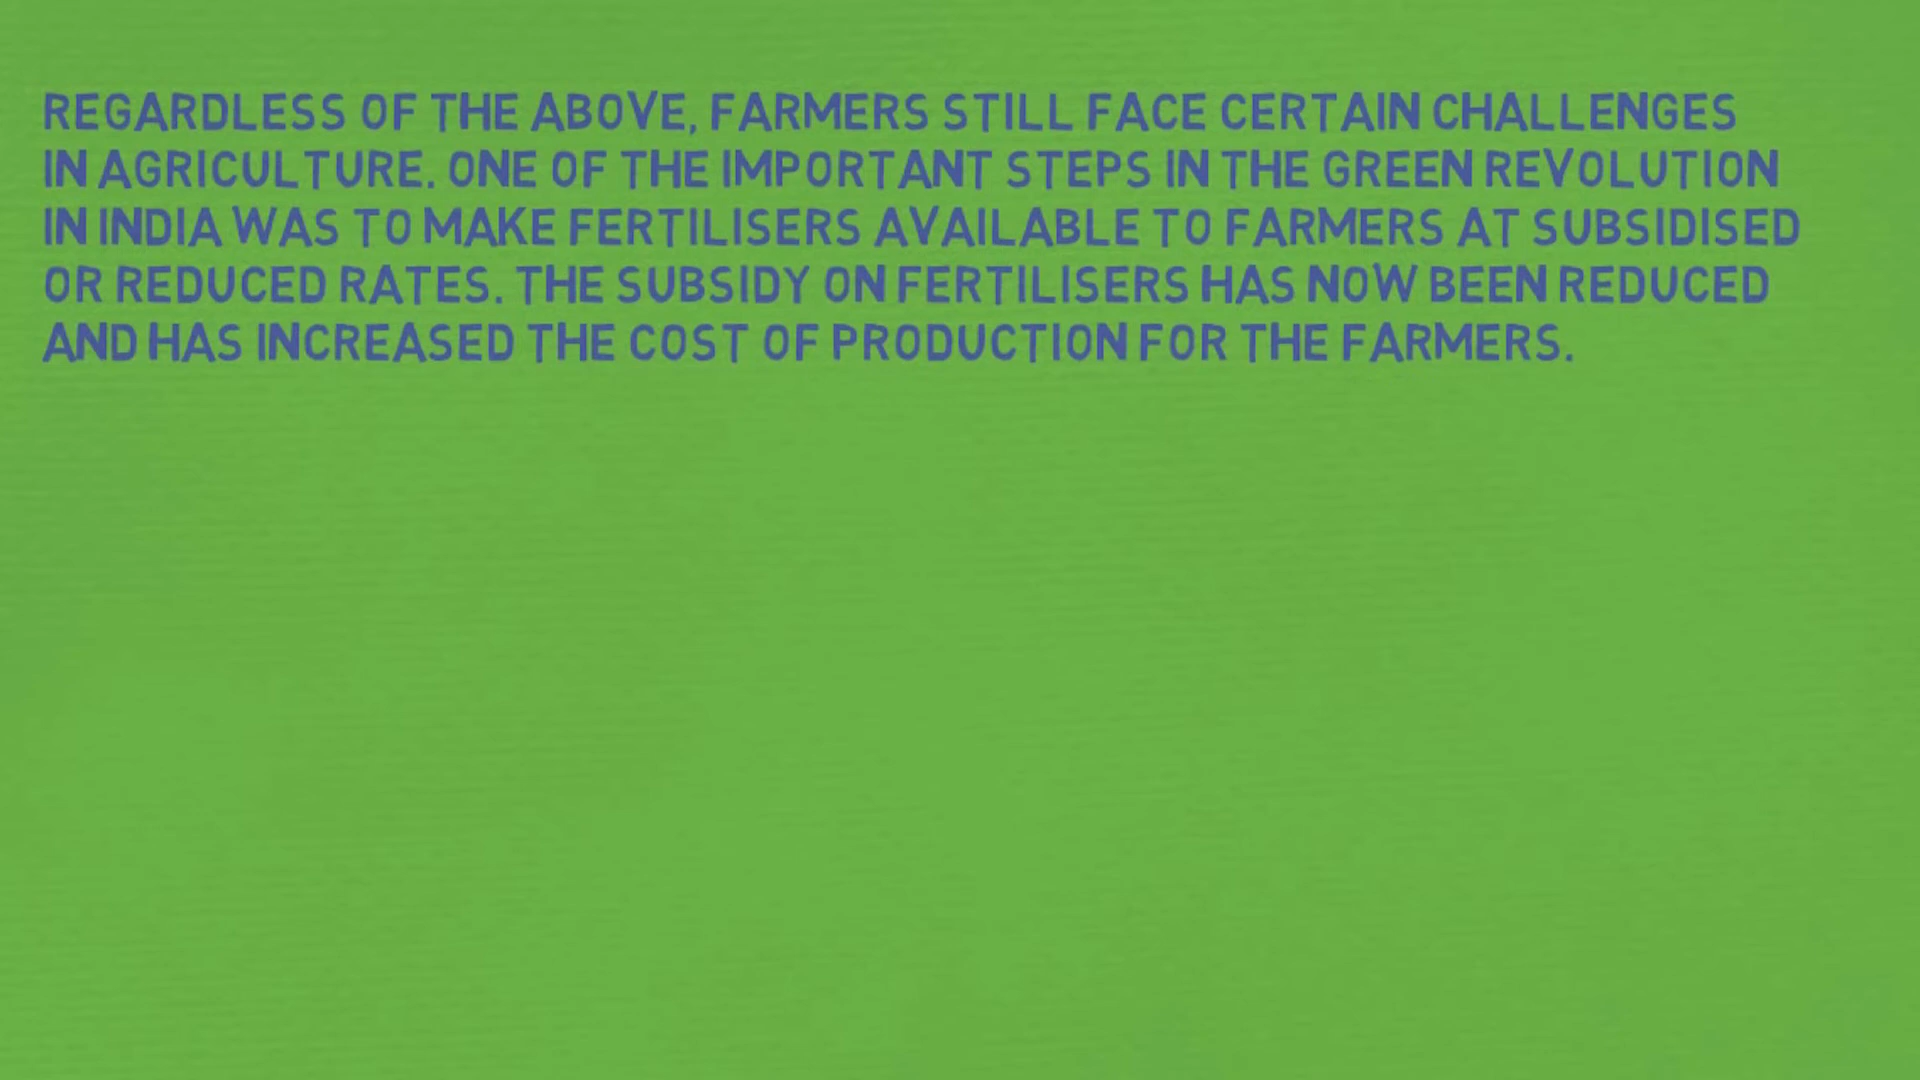 REGARDLESS OF THE ABOVE, FARMERS STILL FACE CERTAIN CHALLENGES
IN AGRICULTURE. ONE OF THE IMPORTANT STEPS IN THE GREEN REVOLUTION
IN INDIA WAS TO MAKE FERTILISERS AVAILABLE TO FARMERS AT SUBSIDISED
OR REDUCED RATES. THE SUBSIDY ON FERTILISERS HAS NOW BEEN REDUCED
AND HAS INCREASED THE COST OF PRODUCTION FOR THE FARMERS.